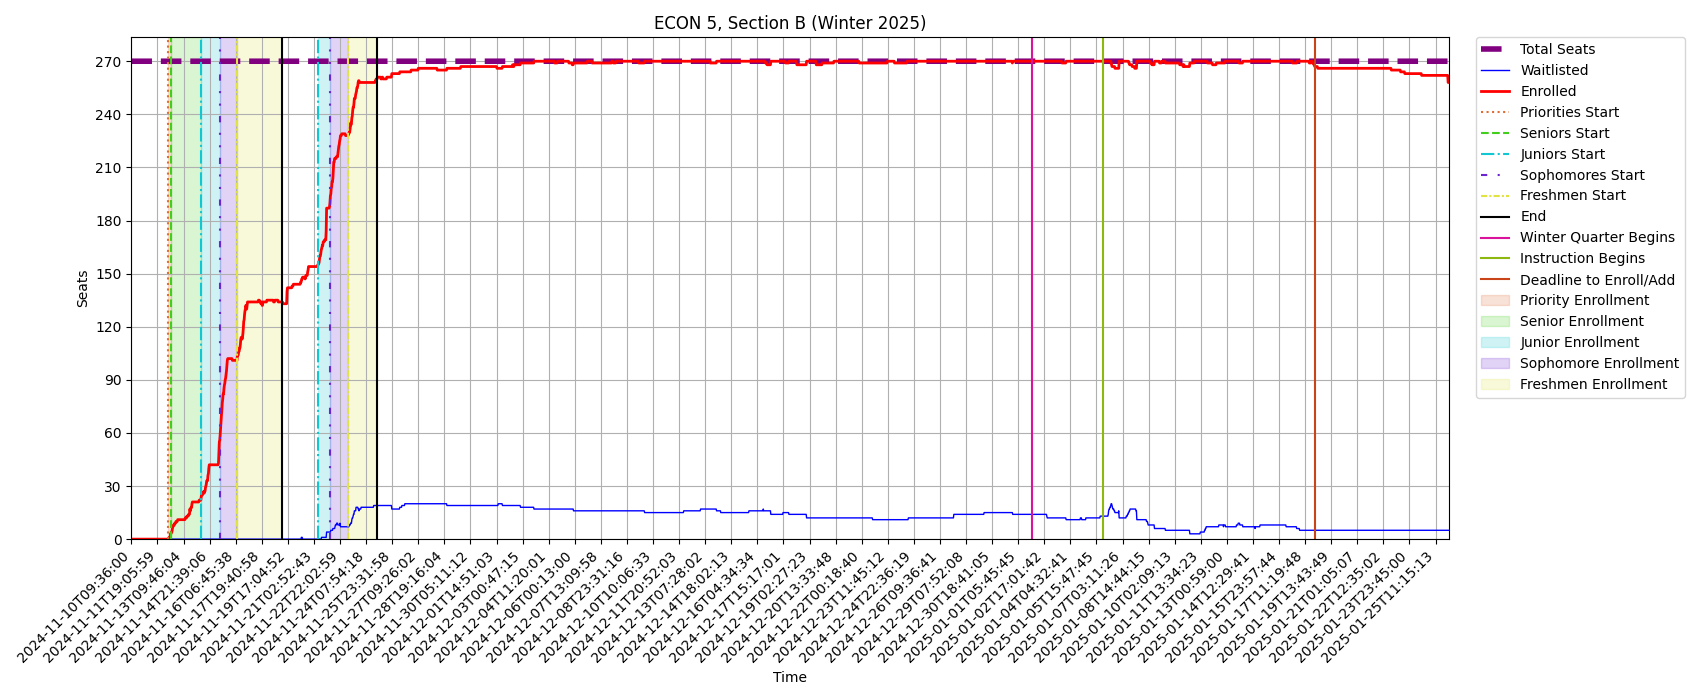 ECON 5, Section B (Winter 2025)
Seats
270
240
210
180
150
120
90
60
30
0
2024-11-10T09:36:00
2024-11-11T19:05:59
2024-11-13T09:46:04
2024-11-14T21:39:06
2024-11-16T06:45:38
2024-11-17T19:40:58
2024-11-19T17:04:52
2024-11-21T02:52:43
2024-11-22T22:02:59
2024-11-24T07:54:18
2024-11-25T23:31:58
2024-11-27T09:26:02
2024-11-28T19:16:04
2024-11-30T05:11:12
2024-12-01T14:51:03
2024-12-03T00:47:15
2024-12-04T11:20:01
2024-12-06T00:13:00
2024-12-07T13:09:58
2024-12-08T23:31:16
2024-12-10T10:06:33
2024-12-11T20:52:03
2024-12-13T07:28:02
2024-12-14T18:02:13
2024-12-16T04:34:34
2024-12-17T15:17:01
2024-12-19T02:27:23
2024-12-20T13:33:48
2024-12-22T00:18:40
2024-12-23T11:45:12
2024-12-24T22:36:19
2024-12-26T09:36:41
2024-12-29T07:52:08
2024-12-30T18:41:05
2025-01-01T05:45:45
2025-01-02T17:01:42
2025-01-04T04:32:41
2025-01-05T15:47:45
2025-01-07T03:11:26
2025-01-08T14:44:15
2025-01-10T02:09:13
2025-01-11T13:34:23
2025-01-13T00:59:00
2025-01-14T12:29:41
2025-01-15T23:57:44
2025-01-17T11:19:48
2025-01-19T13:43:49
2025-01-21T01:05:07
2025-01-22T12:35:02
2025-01-23T23:45:00
2025-01-25T11:15:13
Time
Total Seats
Waitlisted
Enrolled
Priorities Start
Seniors Start
Juniors Start
Sophomores Start
Freshmen Start
End
Winter Quarter Begins
Instruction Begins
Deadline to Enroll/Add
Priority Enrollment
Senior Enrollment
Junior Enrollment
Sophomore Enrollment
Freshmen Enrollment